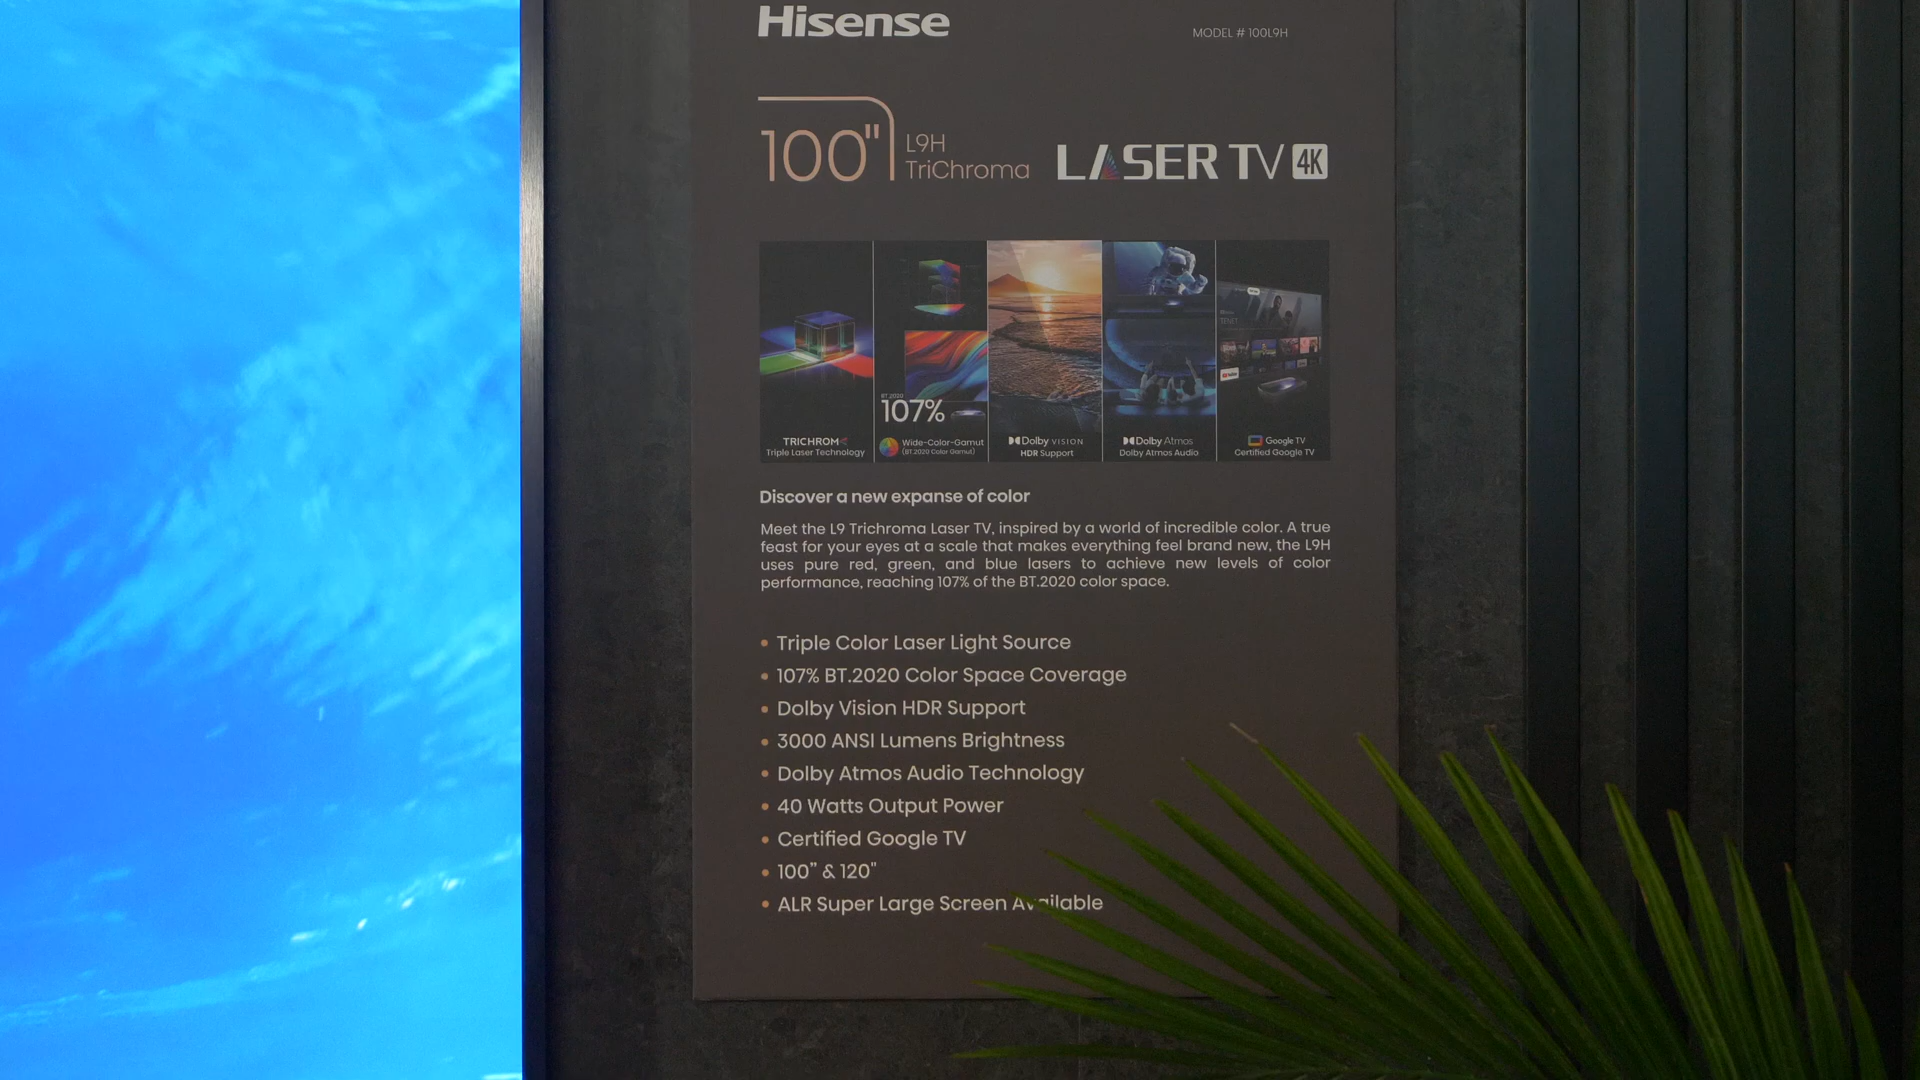 Hisense
MODEL # 100L9H
100"
L9H
TriChroma
LASER TV 4K
BT.2020
107%
TRICHROMA
Triple Laser Technology
Wide-Color-Gamut
(BT.2020 Color Gamut)
Dolby VISION
HDR Support
Dolby Atmos
Dolby Atmos Audio
Google TV
Certified Google TV
Discover a new expanse of color
Meet the L9 Trichroma Laser TV, inspired by a world of incredible color. A true
feast for your eyes at a scale that makes everything feel brand new, the L9H
uses pure red, green, and blue lasers to achieve new levels of color
performance, reaching 107% of the BT.2020 color space.
• Triple Color Laser Light Source
• 107% BT.2020 Color Space Coverage
• Dolby Vision HDR Support
• 3000 ANSI Lumens Brightness
• Dolby Atmos Audio Technology
• 40 Watts Output Power
• Certified Google TV
• 100” & 120"
• ALR Super Large Screen Available